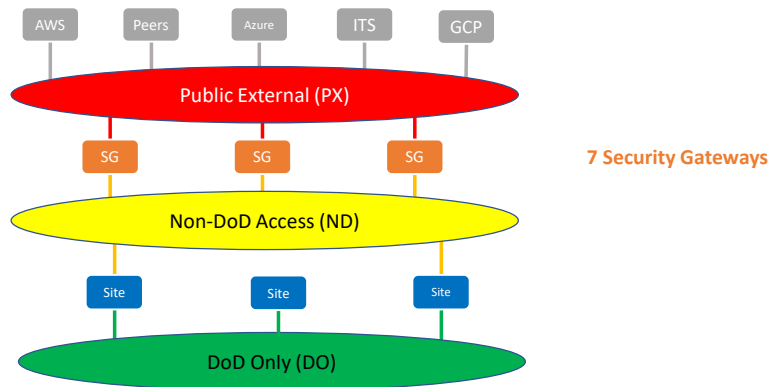 AWS
Peers
Azure
ITS
GCP
Public External (PX)
SG
SG
SG
7 Security Gateways
Non-DoD Access (ND)
Site
Site
Site
DoD Only (DO)